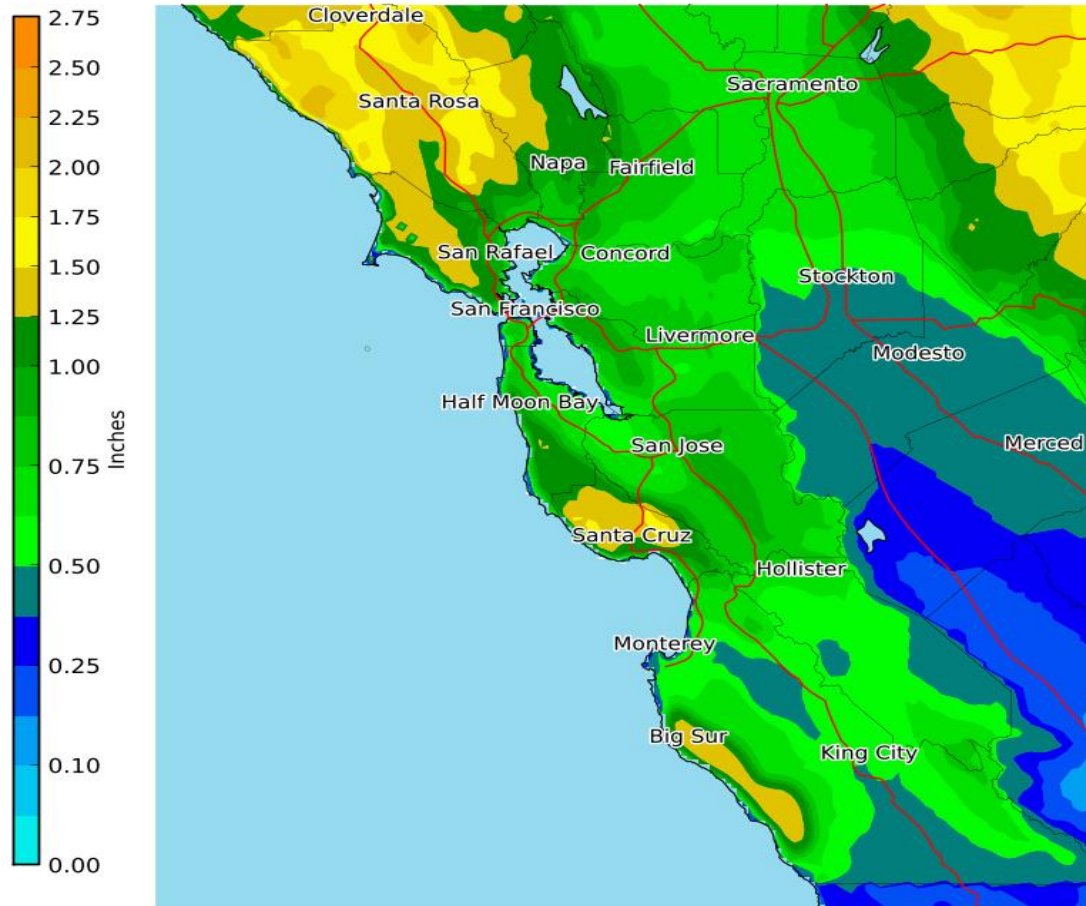 2.75
2.50
2.25
2.00
1.75
1.50
1.25
1.00
0.75
0.50
0.25
0.10
0.00
Inches
Cloverdale
Santa Rosa
Sacramento
Napa
Fairfield
San Rafael
Concord
Stockton
San Francisco
Livermore
Modesto
Half Moon Bay
San Jose
Merced
Santa Cruz
Hollister
Monterey
Big Sur
King City